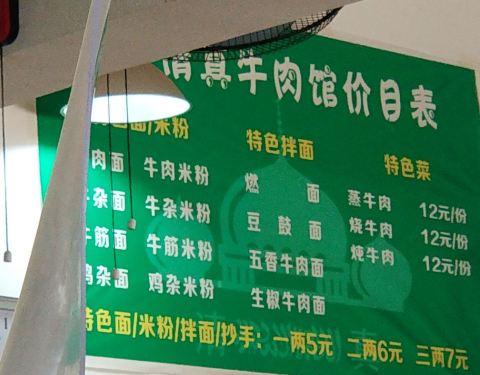 清真牛肉馆价目表
色面/米粉
特色拌面
特色菜
肉面 牛肉米粉
燃 面
蒸牛肉 12元/份
杂面 牛杂米粉
豆 鼓 面
烧牛肉 12元/份
牛筋面 牛筋米粉
五香牛肉面
炖牛肉 12元/份
鸡杂面 鸡杂米粉
生椒牛肉面
特色面/米粉/拌面/抄手：一两5元 二两6元 三两7元